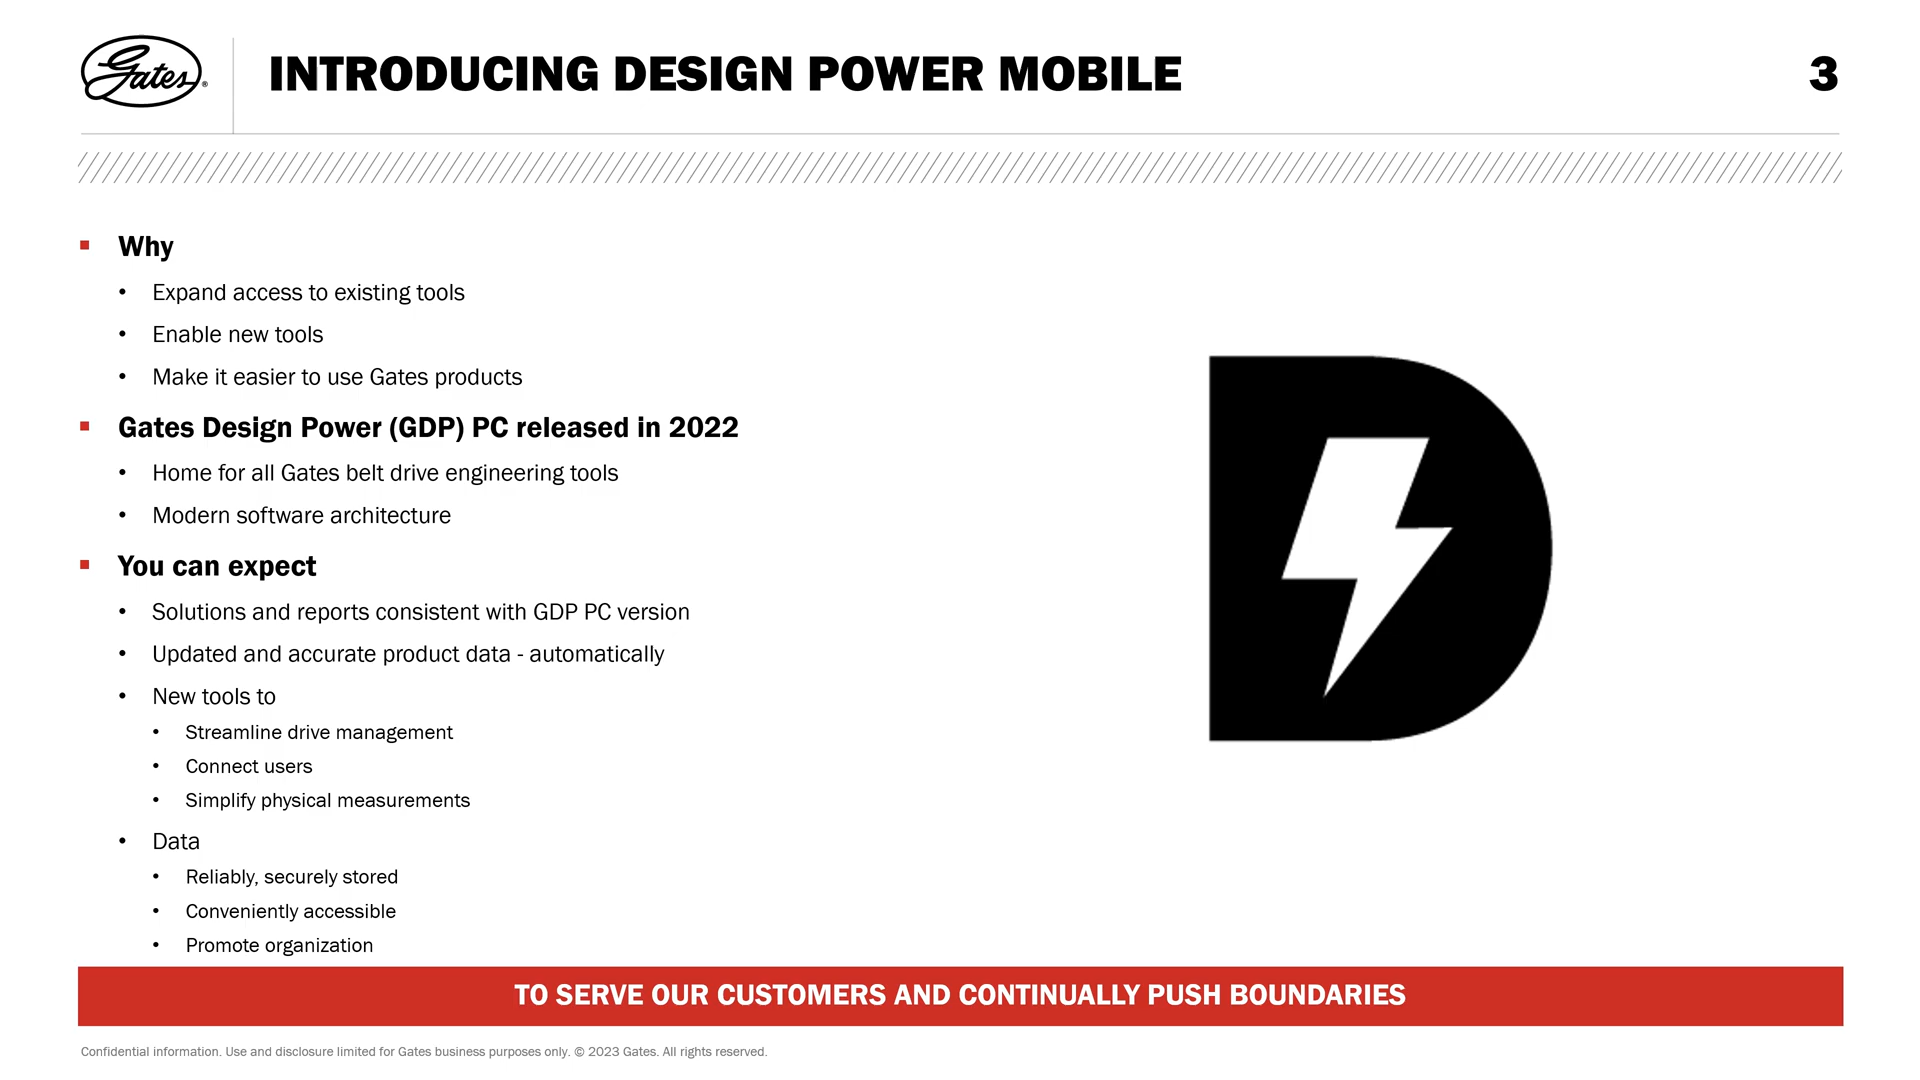 Gates®
INTRODUCING DESIGN POWER MOBILE
3
Why
Expand access to existing tools
Enable new tools
Make it easier to use Gates products
Gates Design Power (GDP) PC released in 2022
Home for all Gates belt drive engineering tools
Modern software architecture
You can expect
Solutions and reports consistent with GDP PC version
Updated and accurate product data - automatically
New tools to
Streamline drive management
Connect users
Simplify physical measurements
Data
Reliably, securely stored
Conveniently accessible
Promote organization
TO SERVE OUR CUSTOMERS AND CONTINUALLY PUSH BOUNDARIES
Confidential information. Use and disclosure limited for Gates business purposes only. © 2023 Gates. All rights reserved.